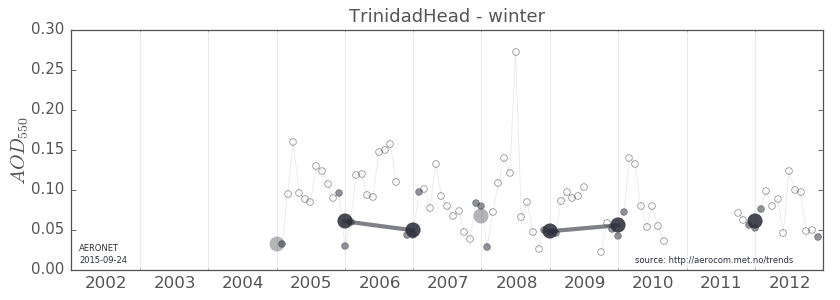 TrinidadHead - winter
0.30
0.25
0.20
0.15
0.10
0.05
0.00
AOD550
AERONET
2015-09-24
source: http://aerocom.met.no/trends
2002 2003 2004 2005 2006 2007 2008 2009 2010 2011 2012